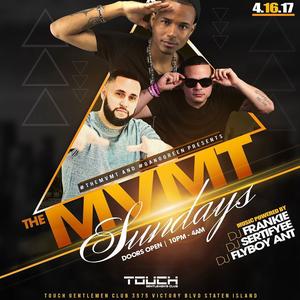 4.16.17
#THEMVMT AND #GANGGREEN PRESENTS
THE MVMT
Sundays
DOORS OPEN | 10PM - 4AM
MUSIC POWERED BY
DJ FRANKIE
DJ SERTIFYEE
DJ FLYBOY ANT
TOUCH
TOUCH GENTLEMEN CLUB 3575 VICTORY BLVD STATEN ISLAND